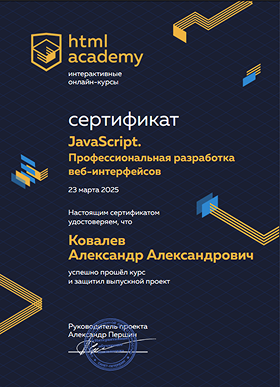 html
academy
интерактивные
онлайн-курсы
сертификат
JavaScript.
Профессиональная разработка
веб-интерфейсов
23 марта 2025
Настоящим сертификатом
удостоверяем, что
Ковалев
Александр Александрович
успешно прошёл курс
и защитил выпускной проект
Руководитель проекта
Александр Першин